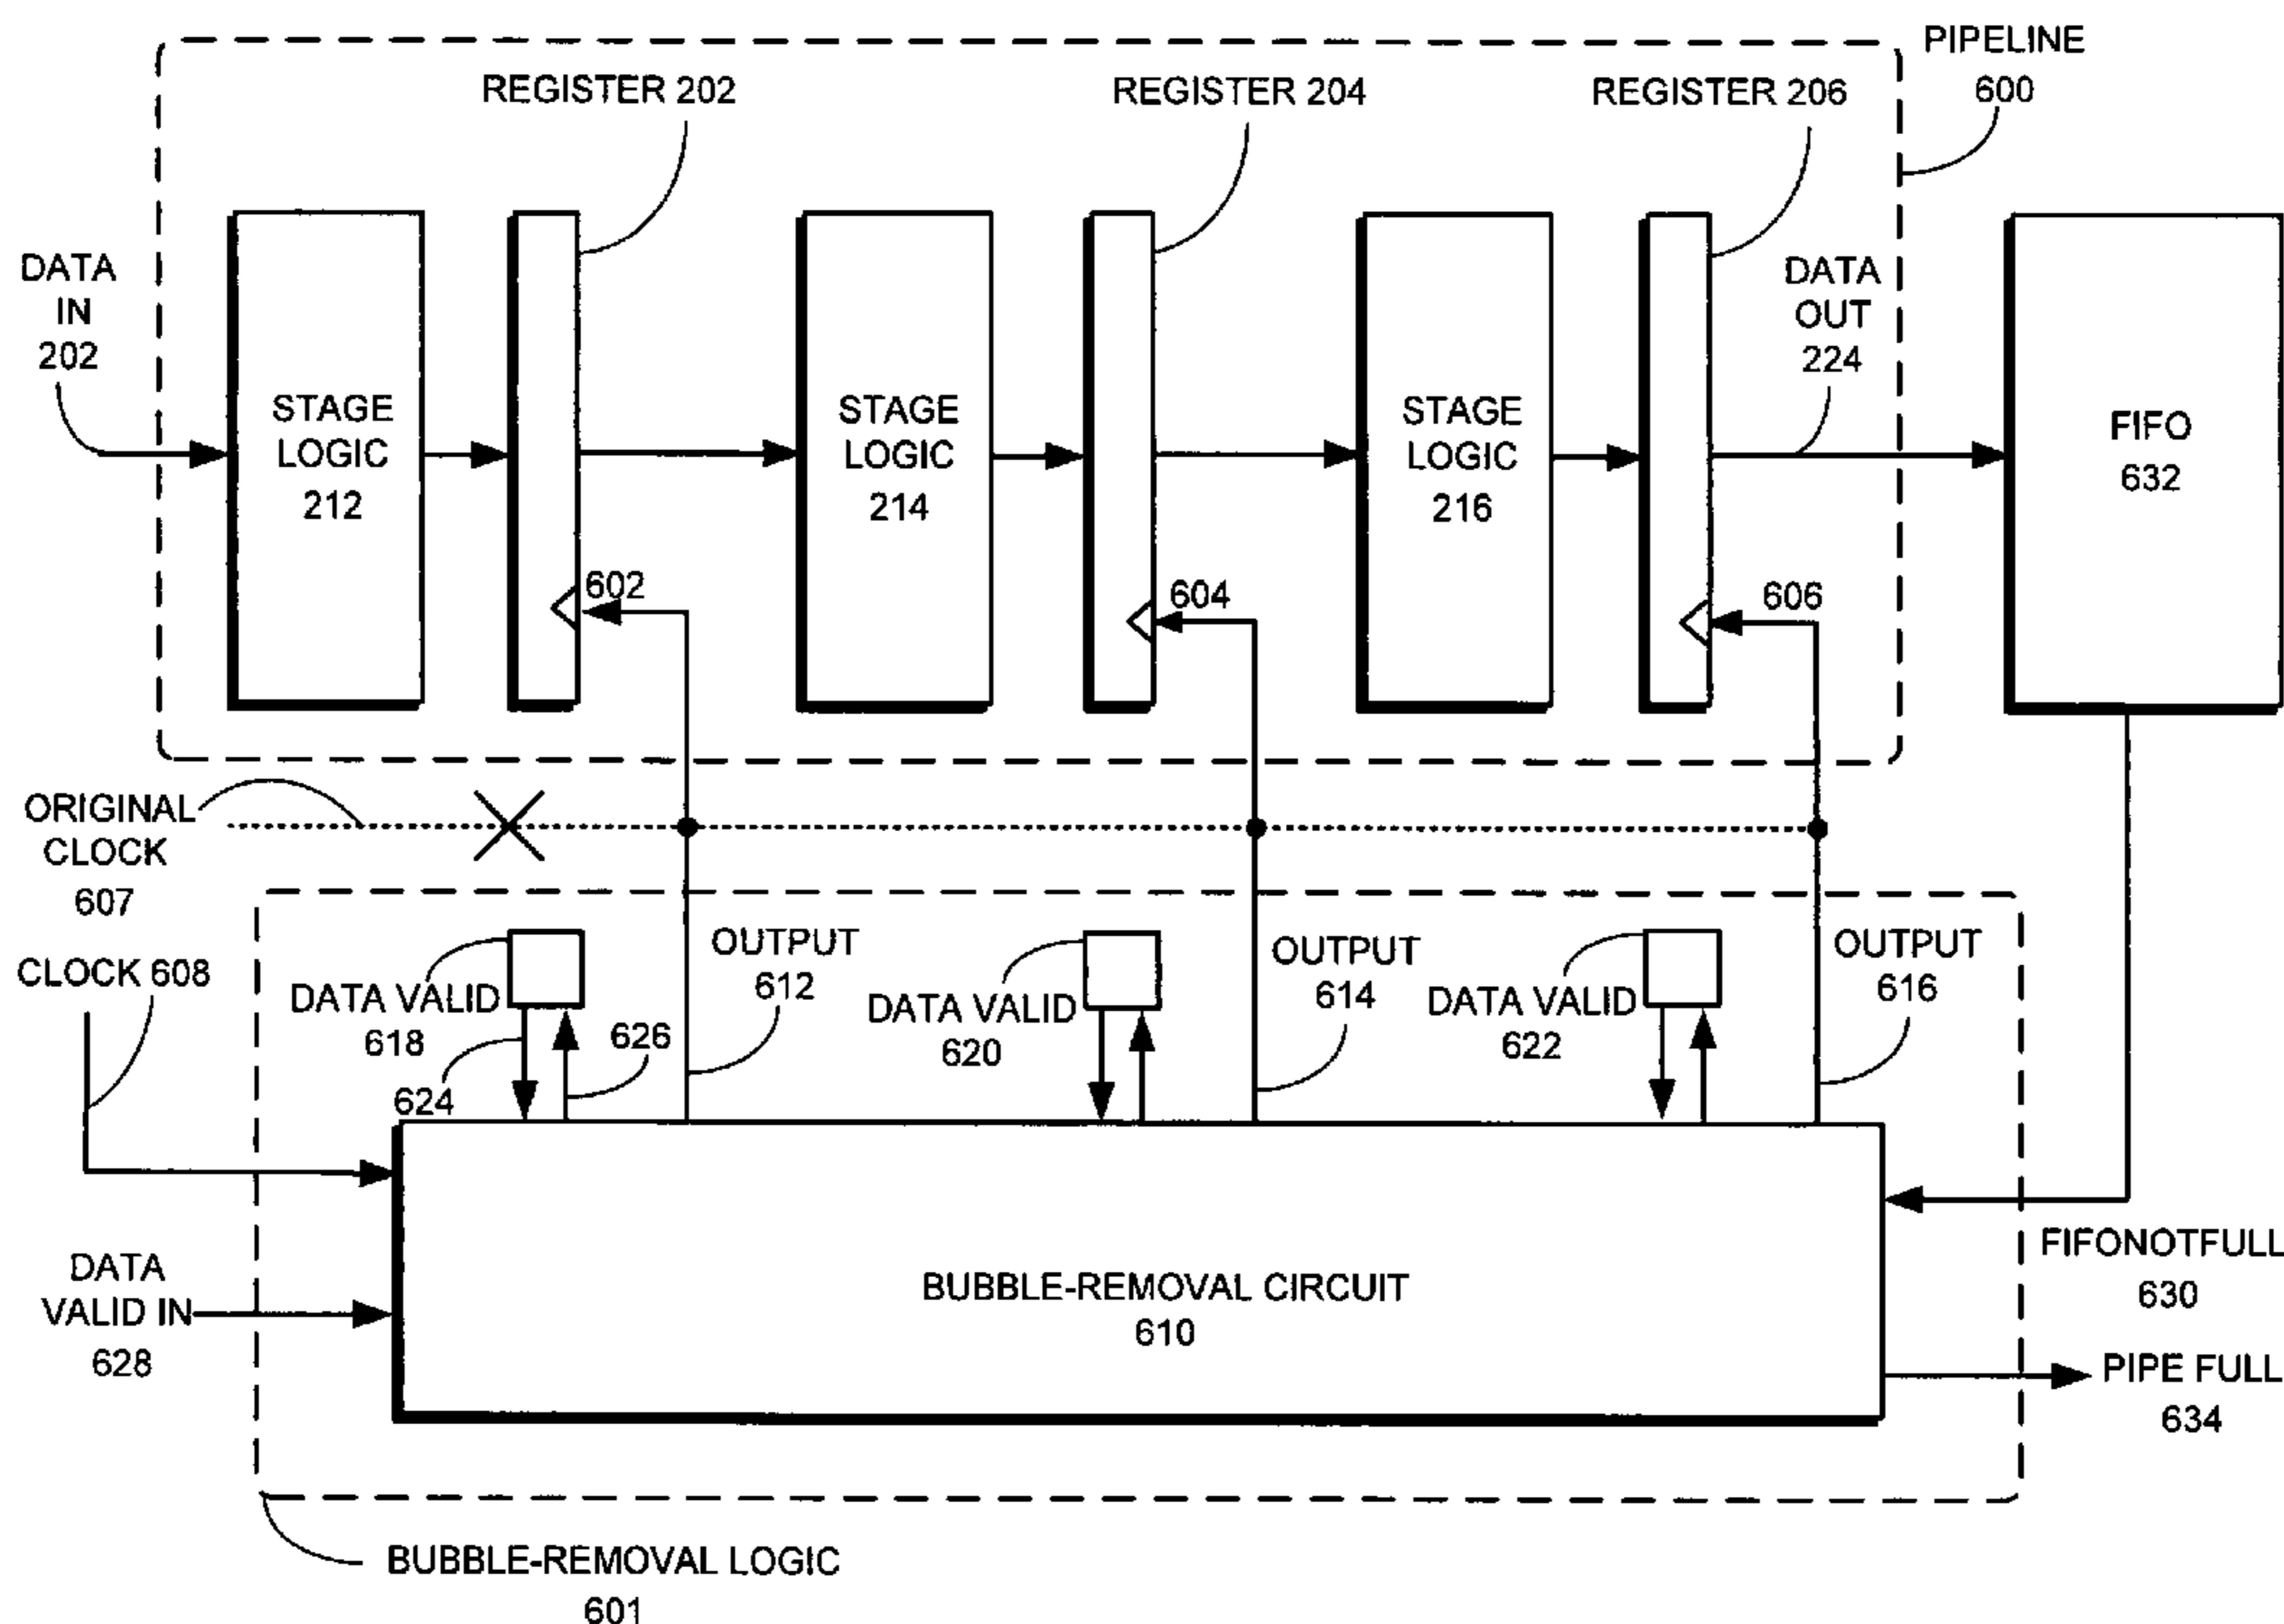 PIPELINE
600
REGISTER 202
REGISTER 204
REGISTER 206
DATA
IN
202
STAGE
LOGIC
212
STAGE
LOGIC
214
STAGE
LOGIC
216
DATA
OUT
224
FIFO
632
602
604
606
ORIGINAL
CLOCK
607
CLOCK 608
DATA VALID
618
624
626
OUTPUT
612
DATA VALID
620
OUTPUT
614
DATA VALID
622
OUTPUT
616
DATA
VALID IN
628
BUBBLE-REMOVAL CIRCUIT
610
FIFONOTFULL
630
PIPE FULL
634
BUBBLE-REMOVAL LOGIC
601